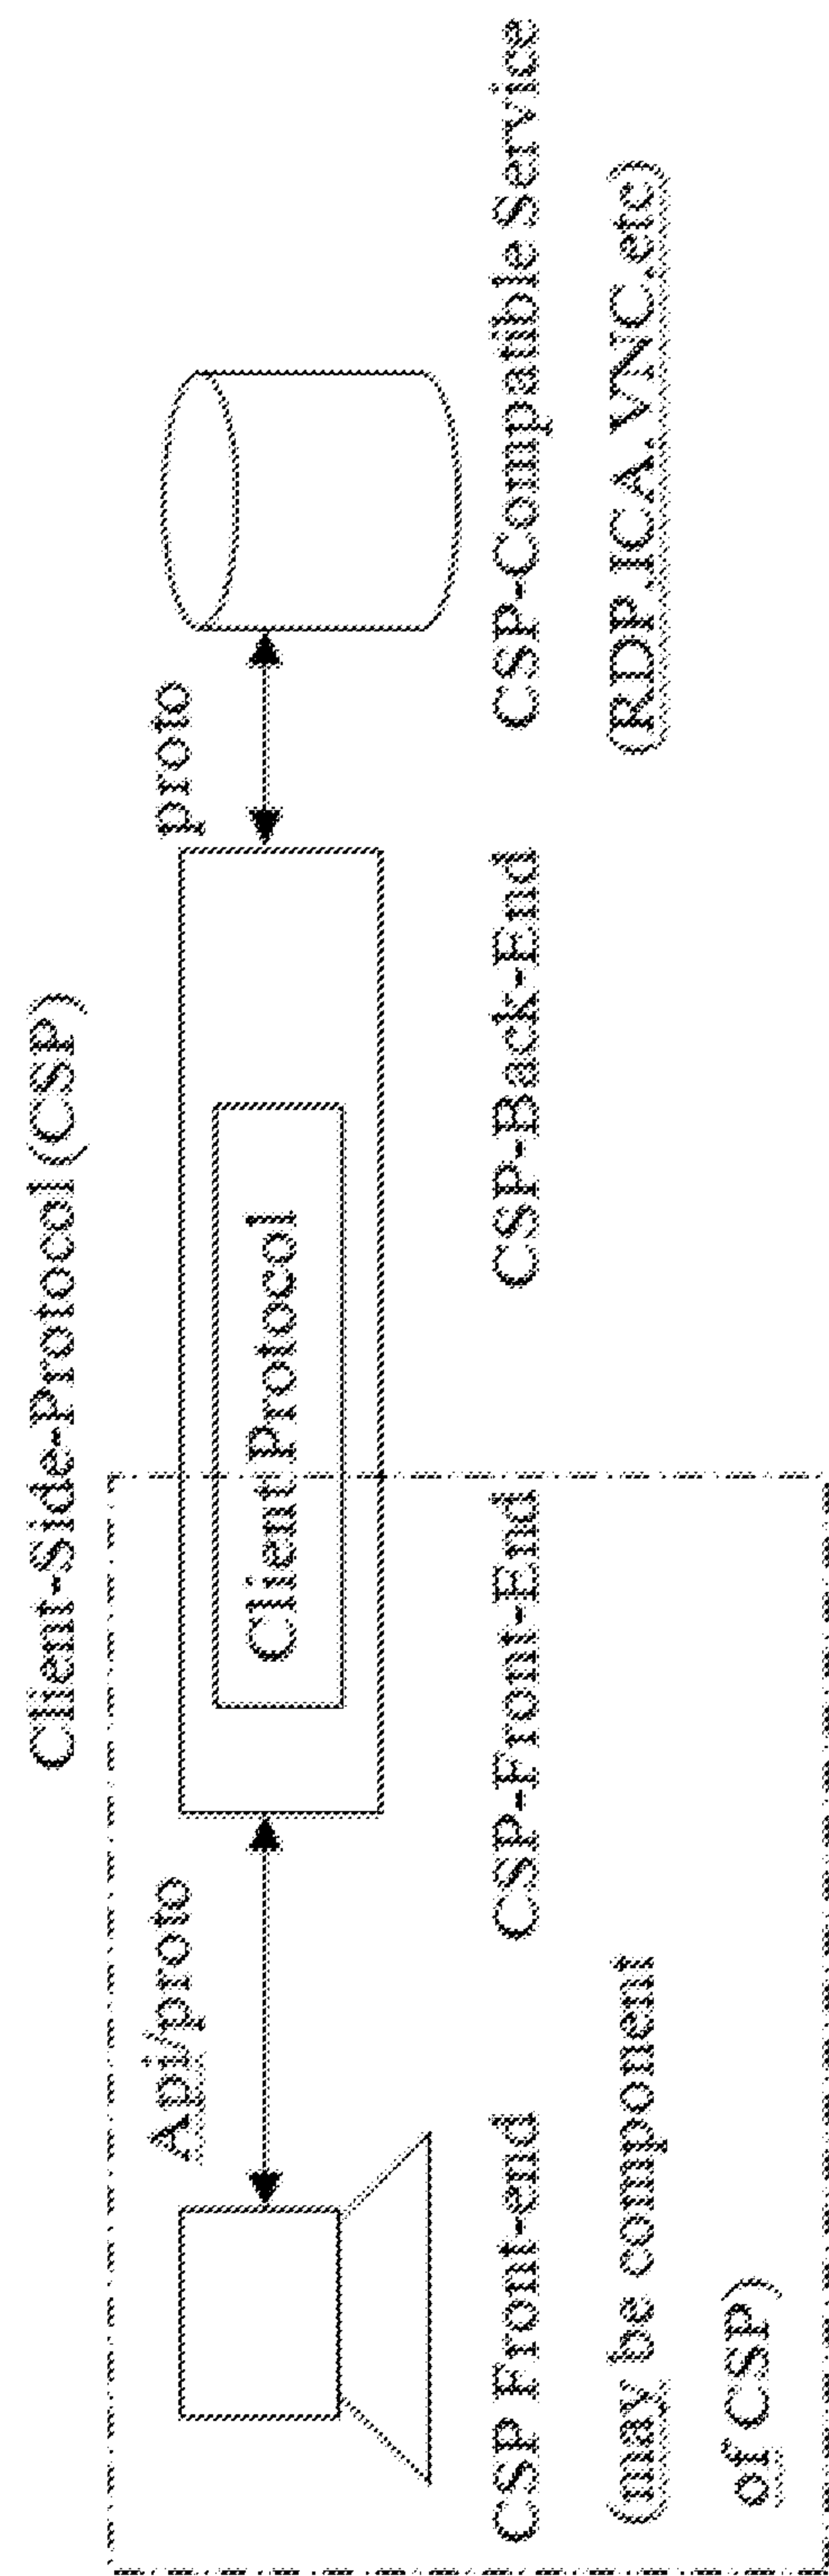 Client-Side-Protocol (CSP)
Api/proto
proto
Client Protocol
CSP Front-end
(may be component
of CSP)
CSP-Front-End
CSP-Back-End
CSP-Compatible Service
(RDP,ICA,VNC,etc)